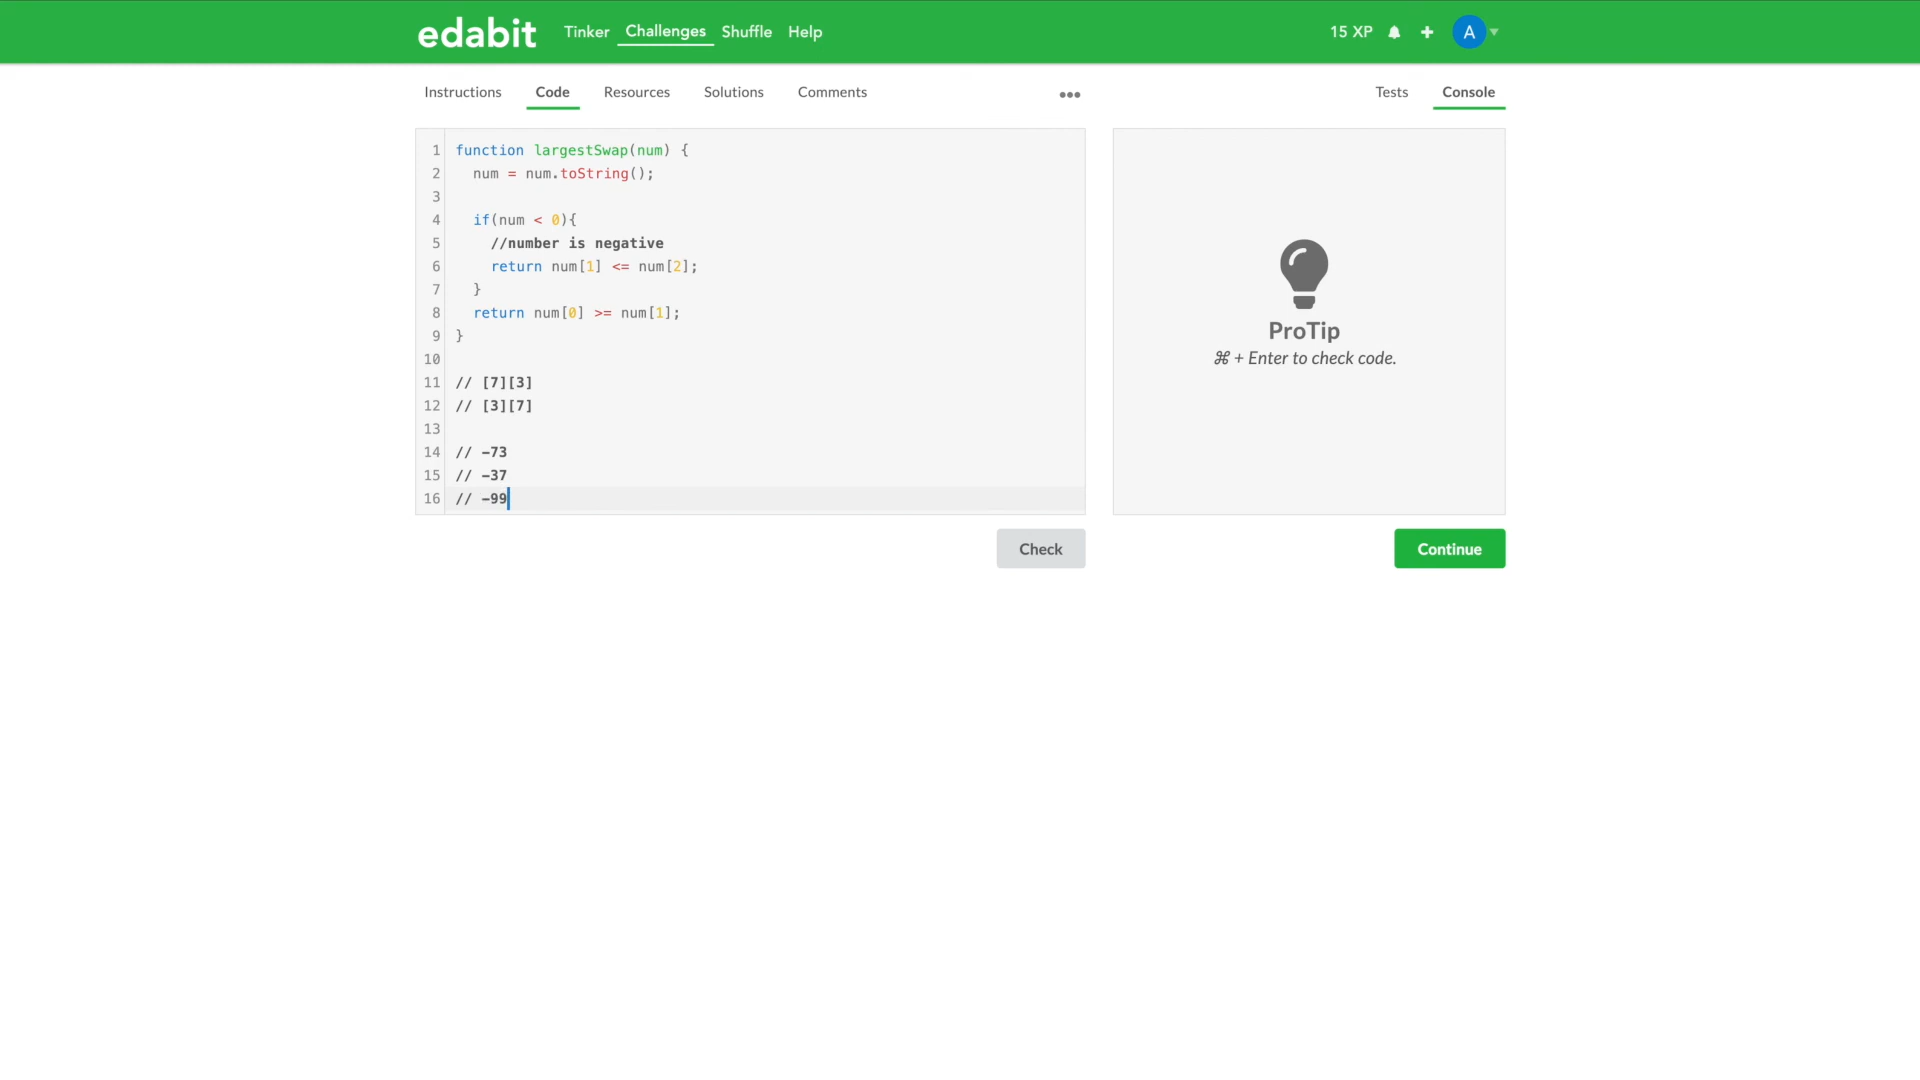 edabit Tinker Challenges Shuffle Help 15 XP A
Instructions Code Resources Solutions Comments ••• Tests Console
1 function largestSwap(num) {
2 num = num.toString();
3
4 if(num < 0){
5 //number is negative
6 return num[1] <= num[2];
7 }
8 return num[0] >= num[1];
9 }
10
11 // [7][3]
12 // [3][7]
13
14 // -73
15 // -37
16 // -99
ProTip
⌘ + Enter to check code.
Check
Continue